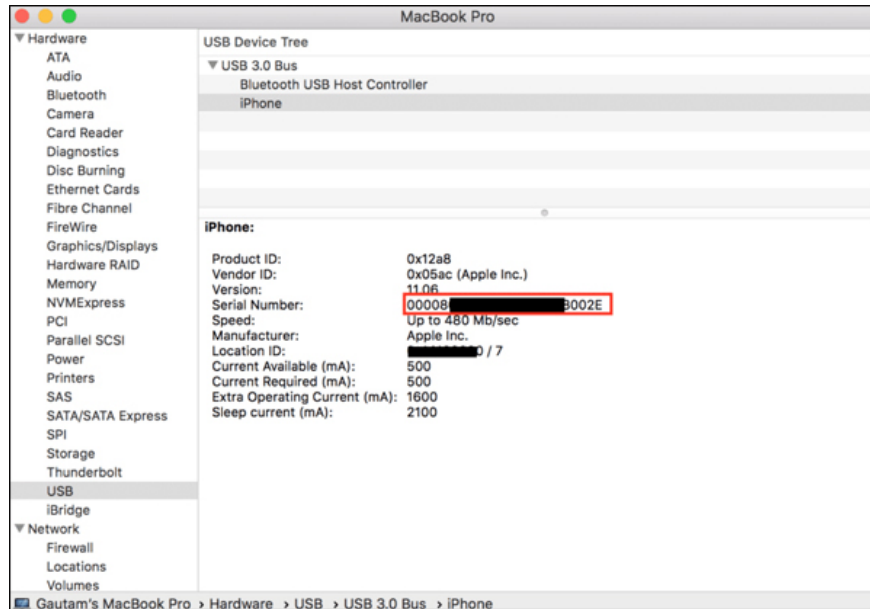 MacBook Pro
Hardware
ATA
Audio
Bluetooth
Camera
Card Reader
Diagnostics
Disc Burning
Ethernet Cards
Fibre Channel
FireWire
Graphics/Displays
Hardware RAID
Memory
NVMExpress
PCI
Parallel SCSI
Power
Printers
SAS
SATA/SATA Express
SPI
Storage
Thunderbolt
USB
iBridge
Network
Firewall
Locations
Volumes
USB Device Tree
USB 3.0 Bus
Bluetooth USB Host Controller
iPhone
iPhone:
Product ID: 0x12a8
Vendor ID: 0x05ac (Apple Inc.)
Version: 11.06
Serial Number: 00008 002E
Speed: Up to 480 Mb/sec
Manufacturer: Apple Inc.
Location ID: / 7
Current Available (mA): 500
Current Required (mA): 500
Extra Operating Current (mA): 1600
Sleep current (mA): 2100
Gautam's MacBook Pro › Hardware › USB › USB 3.0 Bus › iPhone